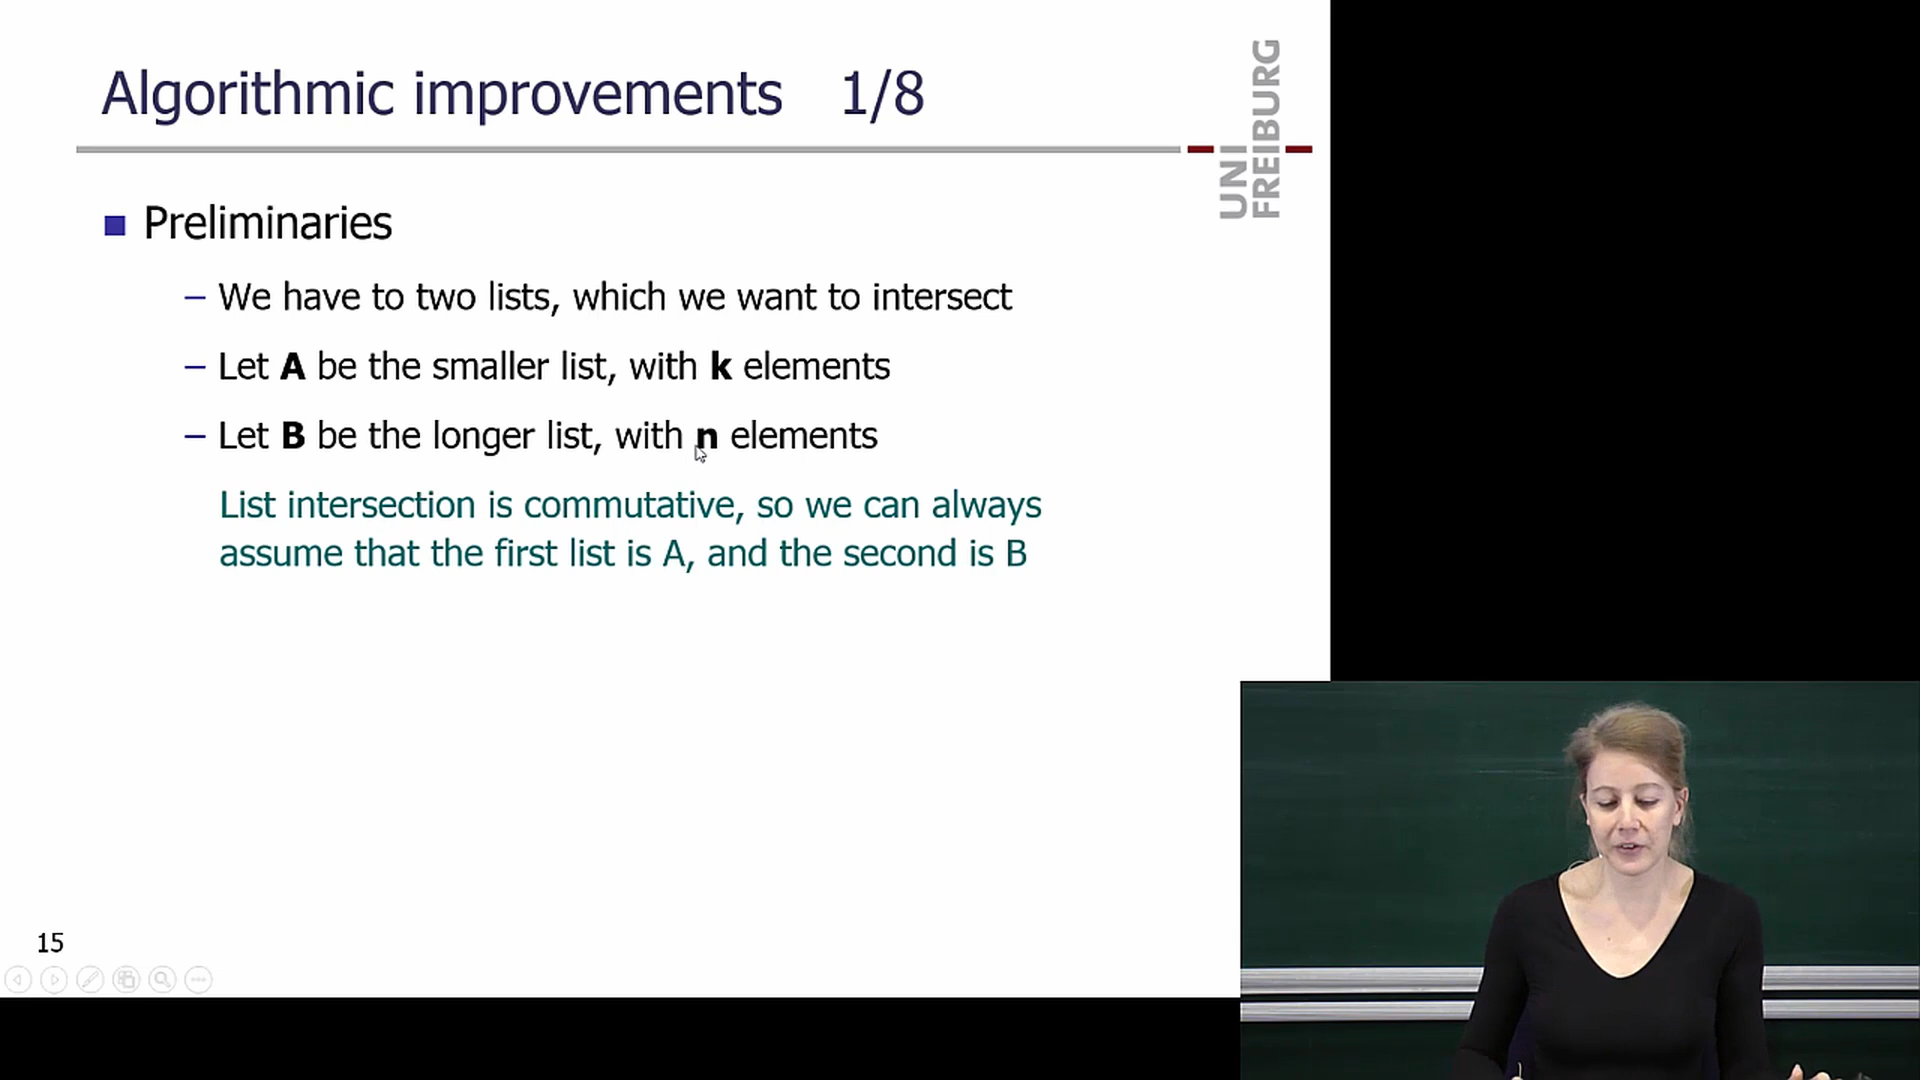 Algorithmic improvements 1/8
UNI
FREIBURG
Preliminaries
– We have to two lists, which we want to intersect
– Let A be the smaller list, with k elements
– Let B be the longer list, with n elements
List intersection is commutative, so we can always
assume that the first list is A, and the second is B
15